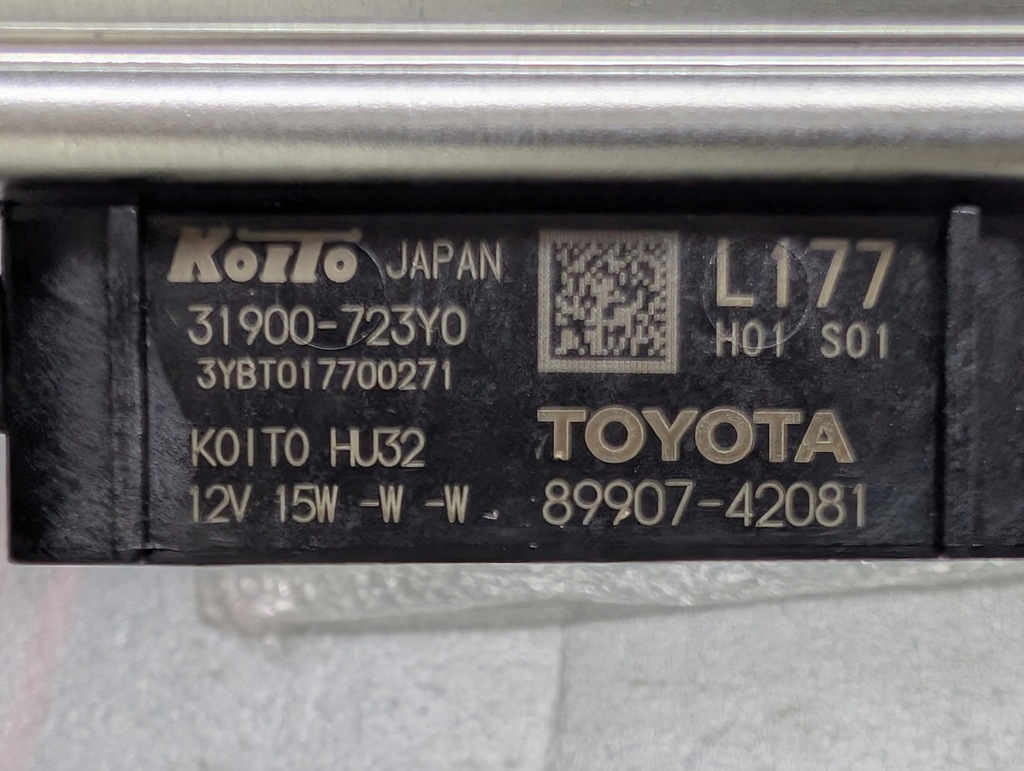 KOITO JAPAN
31900-723Y0
3YBT017700271
KOITO HU32
12V 15W -W -W
L177
H01 S01
TOYOTA
89907-42081